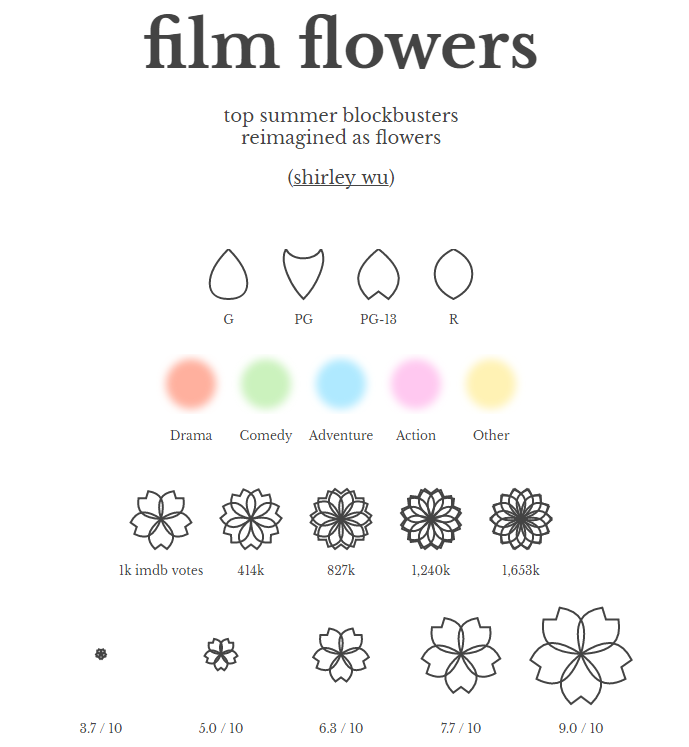 film flowers
top summer blockbusters
reimagined as flowers
(shirley wu)
G PG PG-13 R
Drama Comedy Adventure Action Other
1k imdb votes 414k 827k 1,240k 1,653k
3.7 / 10 5.0 / 10 6.3 / 10 7.7 / 10 9.0 / 10